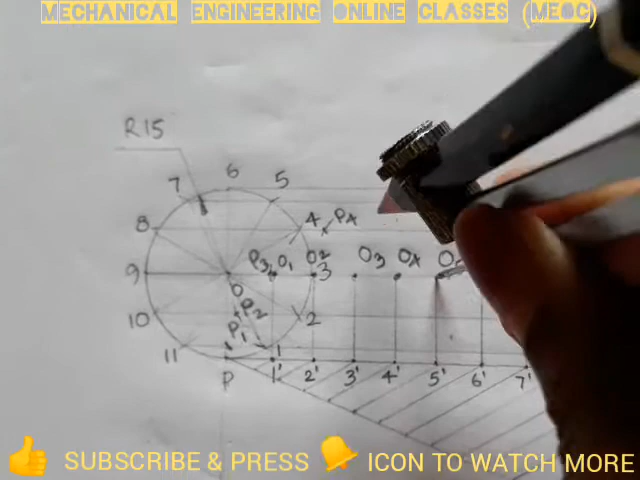 MECHANICAL ENGINEERING ONLINE CLASSES (MEOC)
R15
6
7 5
8 4 P4
P3 O1 O2 O3 O4
9 3
O
10 P2 2
P1
11 1
P 1' 2' 3' 4' 5' 6' 7'
SUBSCRIBE & PRESS ICON TO WATCH MORE